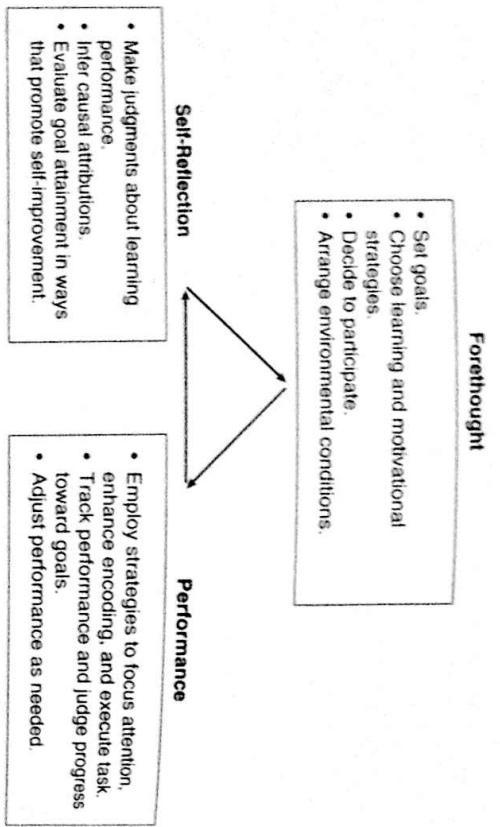 Forethought
• Set goals.
• Choose learning and motivational
strategies.
• Decide to participate.
• Arrange environmental conditions.
Self-Reflection
• Make judgments about learning
performance.
• Infer causal attributions.
• Evaluate goal attainment in ways
that promote self-improvement.
Performance
• Employ strategies to focus attention,
enhance encoding, and execute task.
• Track performance and judge progress
toward goals.
• Adjust performance as needed.